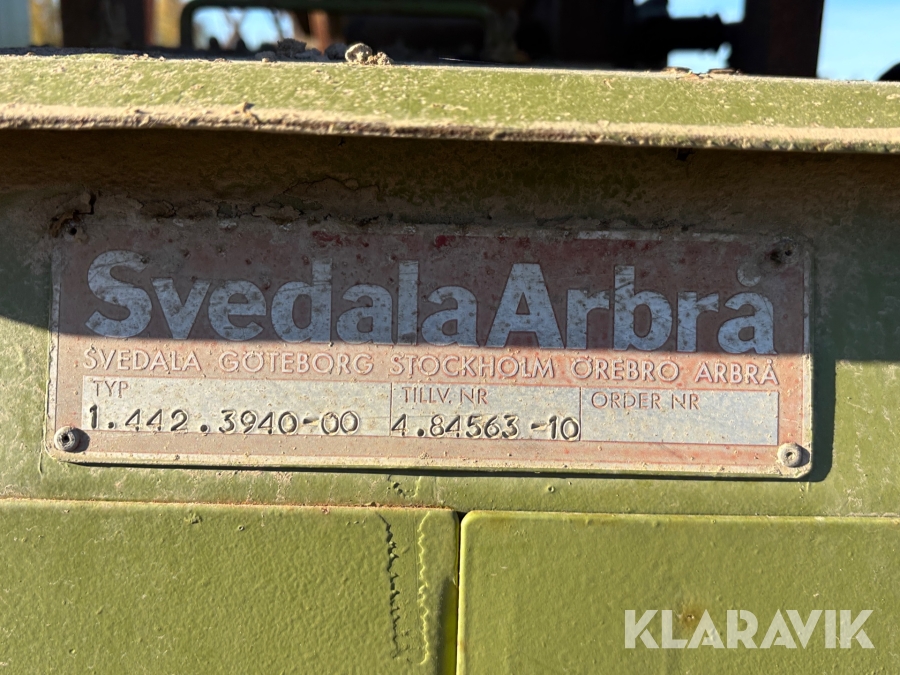 SvedalaArbrå
SVEDALA GÖTEBORG STOCKHOLM ÖREBRO ARBRÅ
TYP TILLV. NR ORDER NR
1.442.3940-00 4.84563-10
KLARAVIK